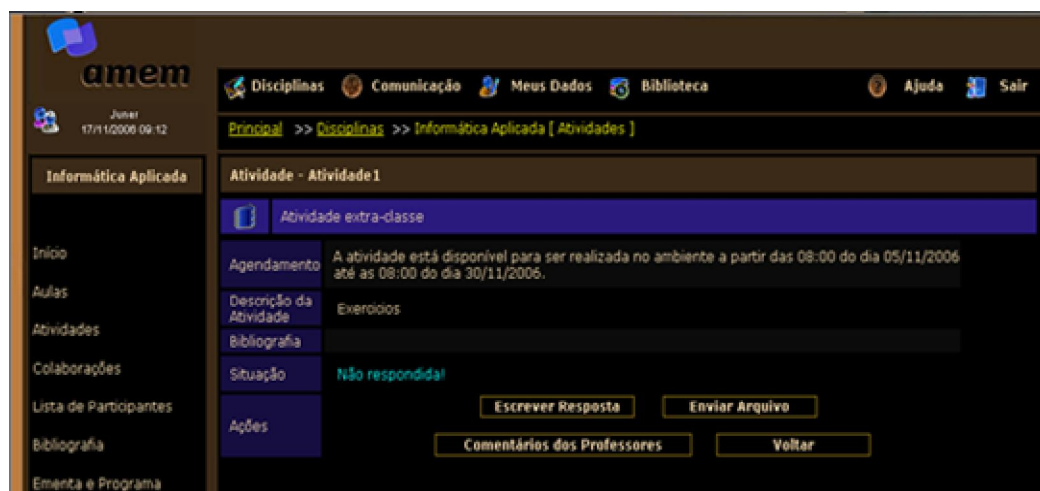 amem
Disciplinas Comunicação Meus Dados Biblioteca Ajuda Sair
Juner
17/11/2006 09:12
Principal >> Disciplinas >> Informática Aplicada [ Atividades ]
Informática Aplicada
Início
Aulas
Atividades
Colaborações
Lista de Participantes
Bibliografia
Ementa e Programa
Atividade - Atividade1
Atividade extra-classe
Agendamento
A atividade está disponível para ser realizada no ambiente a partir das 08:00 do dia 05/11/2006
até as 08:00 do dia 30/11/2006.
Descrição da
Atividade
Exercicios
Bibliografia
Situação
Não respondida!
Ações
Escrever Resposta Enviar Arquivo
Comentários dos Professores Voltar